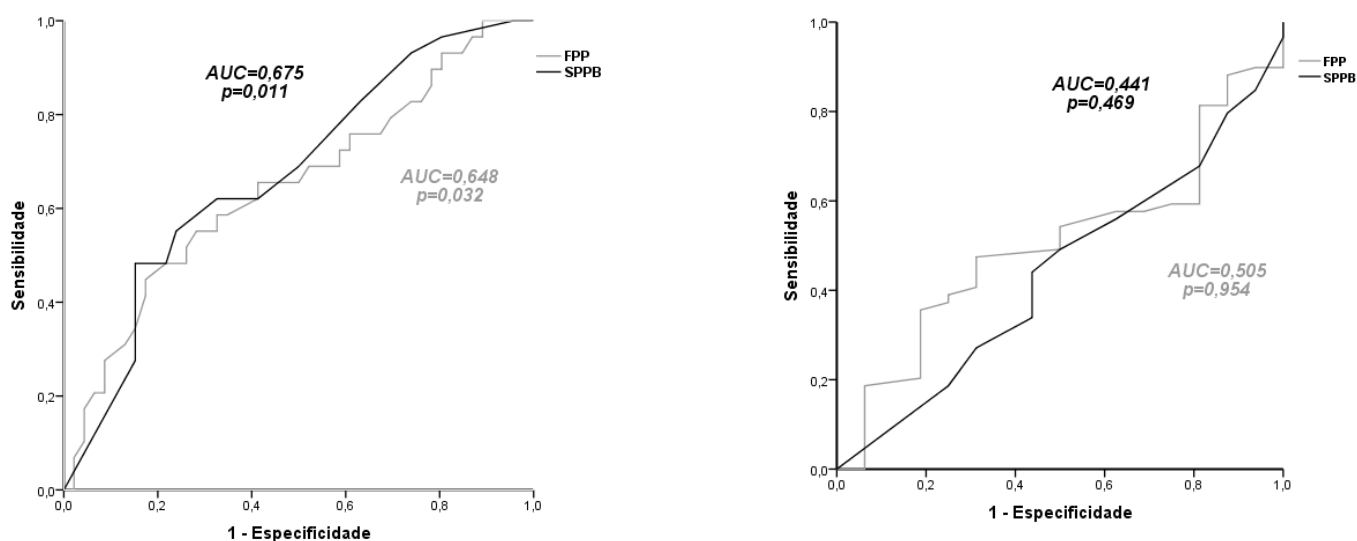 1,0
0,8
0,6
0,4
0,2
0,0
Sensibilidade
0,0 0,2 0,4 0,6 0,8 1,0
1 - Especificidade
AUC=0,675
p=0,011
AUC=0,648
p=0,032
FPP
SPPB
1,0
0,8
0,6
0,4
0,2
0,0
Sensibilidade
0,0 0,2 0,4 0,6 0,8 1,0
1 - Especificidade
AUC=0,441
p=0,469
AUC=0,505
p=0,954
FPP
SPPB